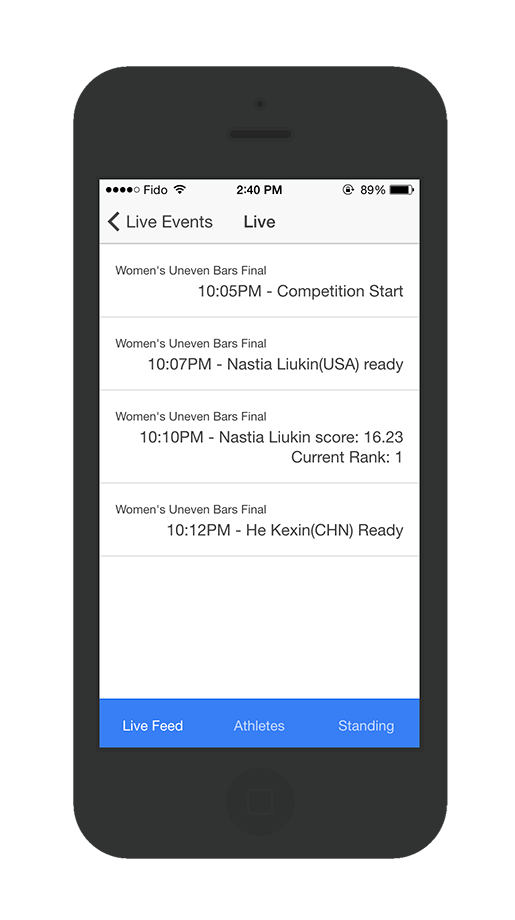 Fido 2:40 PM 89%
Live Events Live
Women's Uneven Bars Final
10:05PM - Competition Start
Women's Uneven Bars Final
10:07PM - Nastia Liukin(USA) ready
Women's Uneven Bars Final
10:10PM - Nastia Liukin score: 16.23
Current Rank: 1
Women's Uneven Bars Final
10:12PM - He Kexin(CHN) Ready
Live Feed Athletes Standing